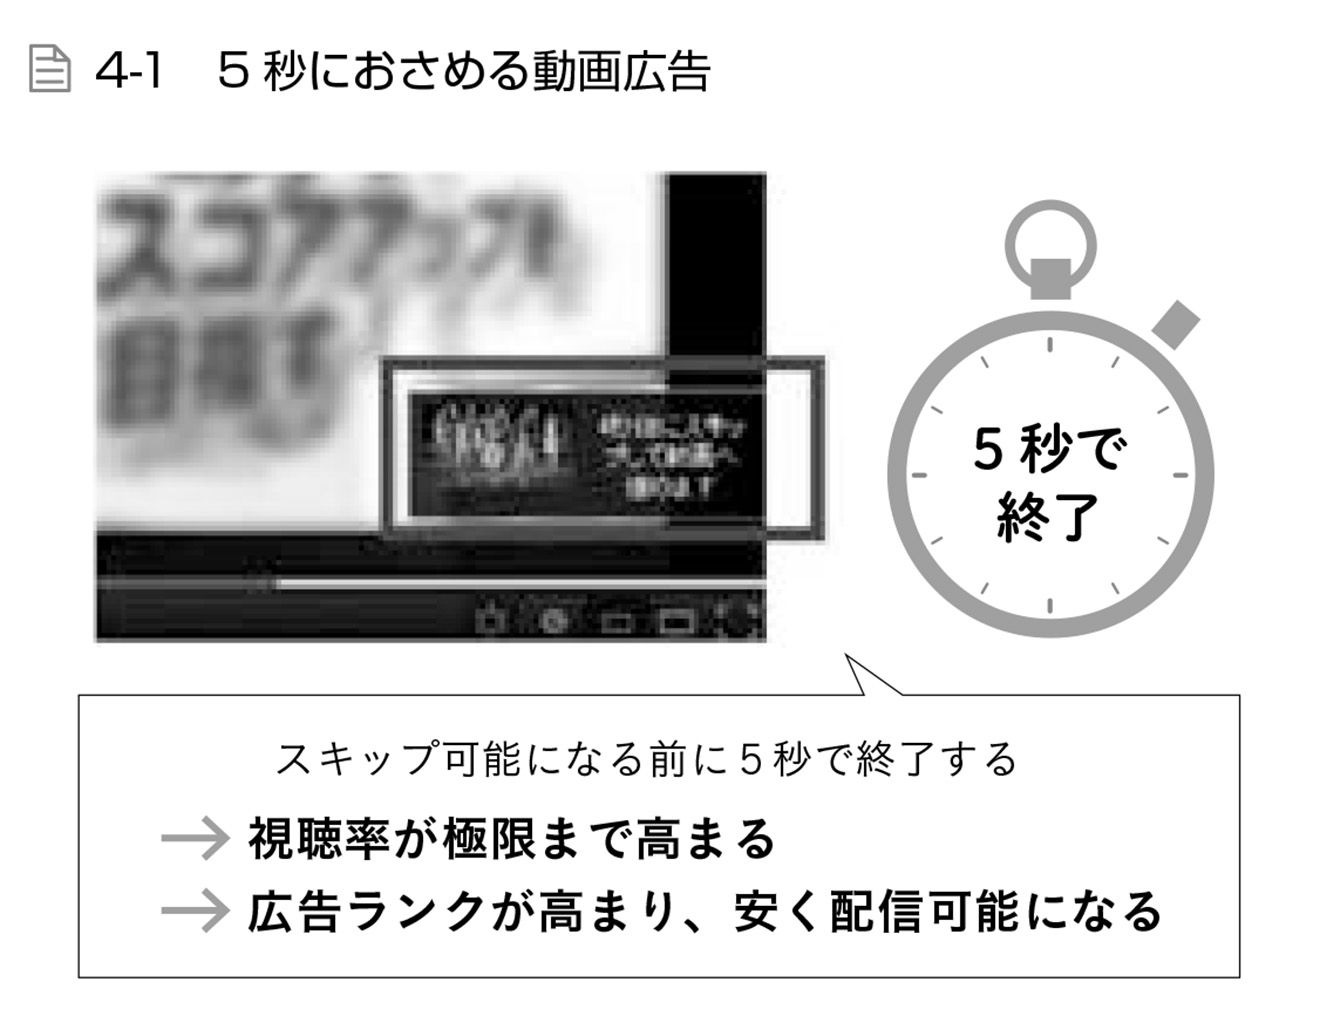 4-1 5秒におさめる動画広告
スコアアップを
目指す
5秒で
終了
スキップ可能になる前に5秒で終了する
→ 視聴率が極限まで高まる
→ 広告ランクが高まり、安く配信可能になる